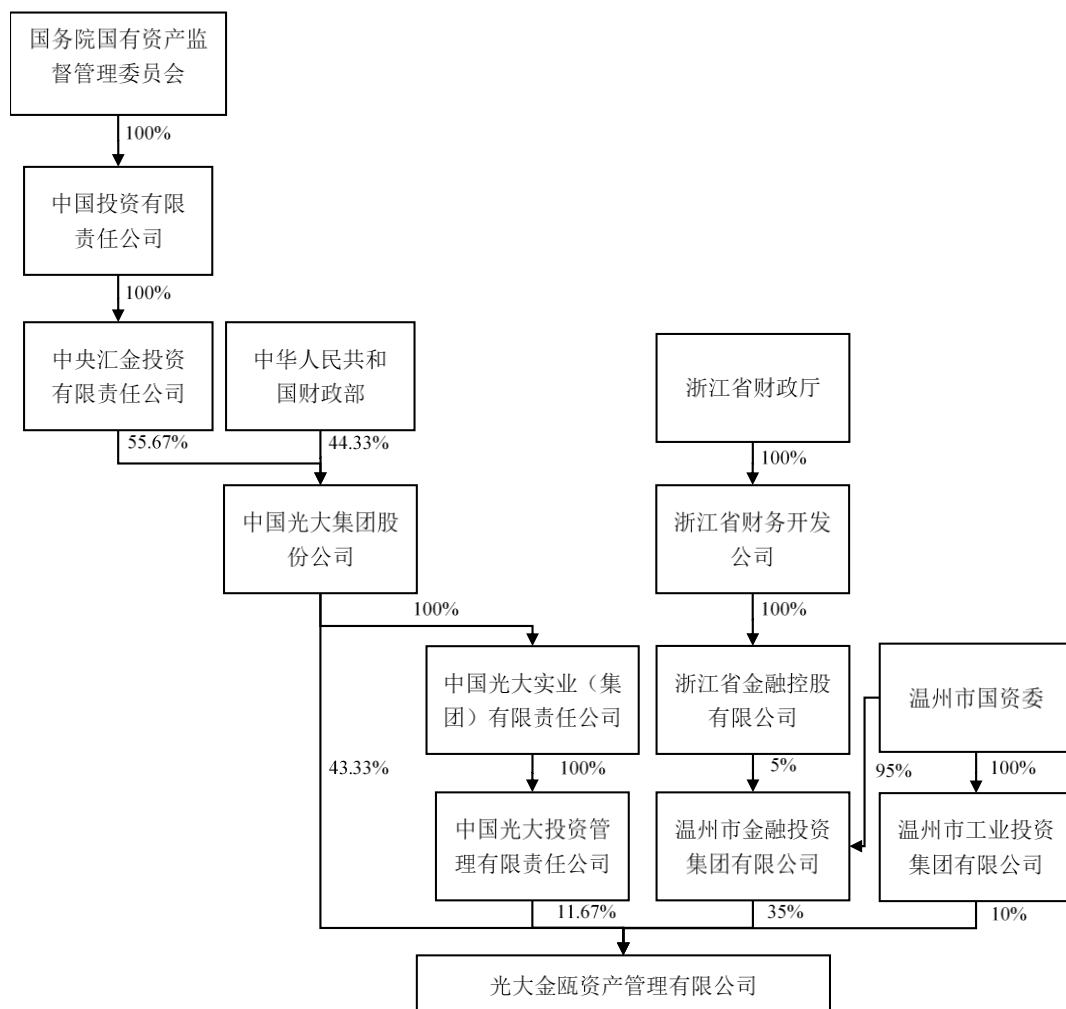 国务院国有资产监
督管理委员会
100%
中国投资有限
责任公司
100%
中央汇金投资
有限责任公司
中华人民共和
国财政部
浙江省财政厅
55.67%
44.33%
100%
中国光大集团股
份公司
浙江省财务开发
公司
100%
100%
中国光大实业（集
团）有限责任公司
浙江省金融控股
有限公司
温州市国资委
43.33%
100%
5%
95%
100%
中国光大投资管
理有限责任公司
温州市金融投资
集团有限公司
温州市工业投资
集团有限公司
11.67%
35%
10%
光大金瓯资产管理有限公司